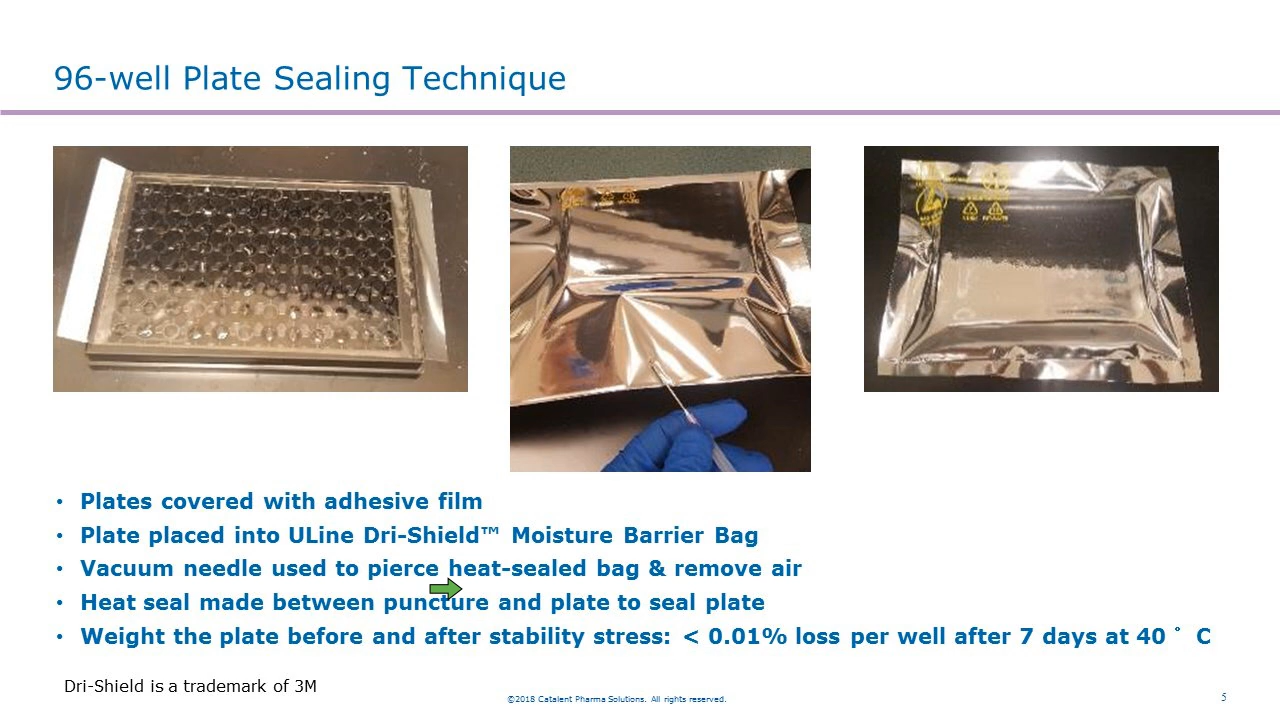 96-well Plate Sealing Technique
• Plates covered with adhesive film
• Plate placed into ULine Dri-Shield™ Moisture Barrier Bag
• Vacuum needle used to pierce heat-sealed bag & remove air
• Heat seal made between puncture and plate to seal plate
• Weight the plate before and after stability stress: < 0.01% loss per well after 7 days at 40 ˚ C
Dri-Shield is a trademark of 3M
©2018 Catalent Pharma Solutions. All rights reserved.
5